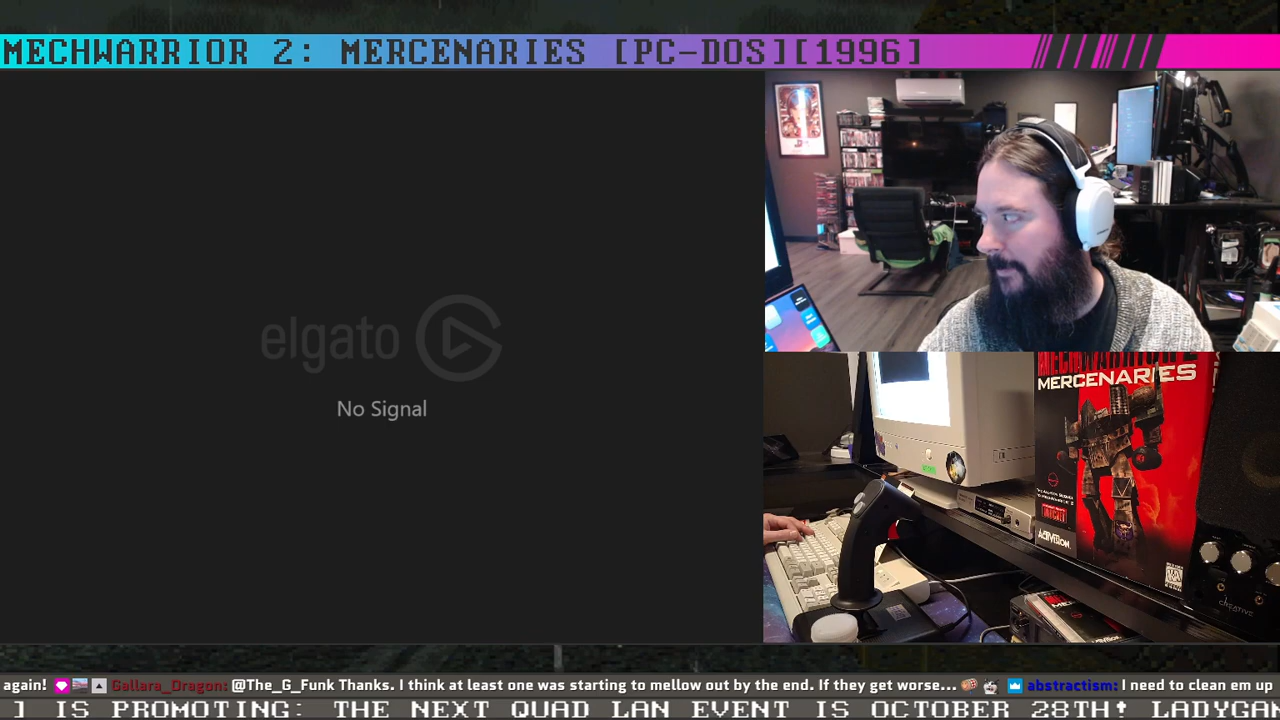 MECHWARRIOR 2: MERCENARIES [PC-DOS][1996]
elgato
No Signal
MERCENARIES
ACTIVISION
CREATIVE
again! Gallara_Dragon: @The_G_Funk Thanks. I think at least one was starting to mellow out by the end. If they get worse... abstractism: I need to clean em up
] IS PROMOTING: THE NEXT QUAD LAN EVENT IS OCTOBER 28TH! LADYGAN